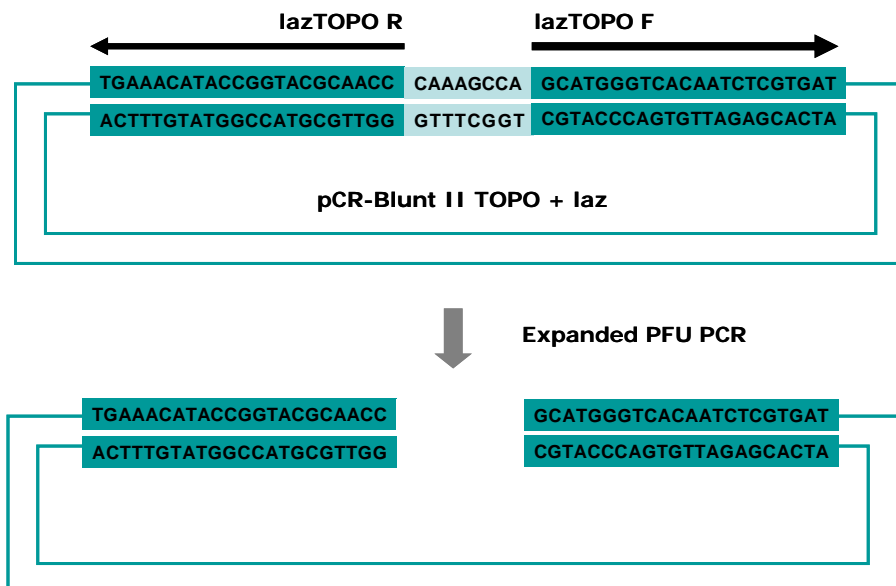 lazTOPO R lazTOPO F
TGAAACATACCGGTACGCAACC CAAAGCCA GCATGGGTCACAATCTCGTGAT
ACTTTGTATGGCCATGCGTTGG GTTTCGGT CGTACCCAGTGTTAGAGCACTA
pCR-Blunt II TOPO + laz
Expanded PFU PCR
TGAAACATACCGGTACGCAACC GCATGGGTCACAATCTCGTGAT
ACTTTGTATGGCCATGCGTTGG CGTACCCAGTGTTAGAGCACTA